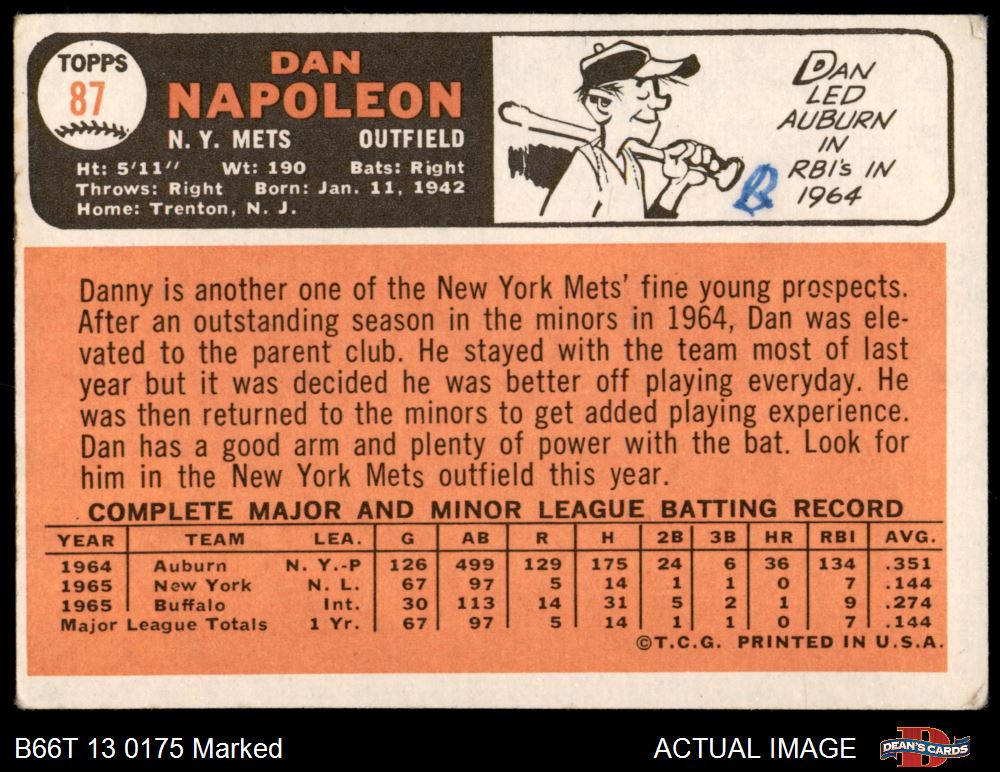 TOPPS
87
DAN
NAPOLEON
N. Y. METS OUTFIELD
Ht: 5'11" Wt: 190 Bats: Right
Throws: Right Born: Jan. 11, 1942
Home: Trenton, N. J.
DAN
LED
AUBURN
IN
RBI's IN
1964
B
Danny is another one of the New York Mets' fine young prospects.
After an outstanding season in the minors in 1964, Dan was ele-
vated to the parent club. He stayed with the team most of last
year but it was decided he was better off playing everyday. He
was then returned to the minors to get added playing experience.
Dan has a good arm and plenty of power with the bat. Look for
him in the New York Mets outfield this year.
COMPLETE MAJOR AND MINOR LEAGUE BATTING RECORD
YEAR TEAM LEA. G AB R H 2B 3B HR RBI AVG.
1964 Auburn N. Y.-P 126 499 129 175 24 6 36 134 .351
1965 New York N. L. 67 97 5 14 1 1 0 7 .144
1965 Buffalo Int. 30 113 14 31 5 2 1 9 .274
Major League Totals 1 Yr. 67 97 5 14 1 1 0 7 .144
©T.C.G. PRINTED IN U.S.A.
B66T 13 0175 Marked
ACTUAL IMAGE
DEAN'S CARDS